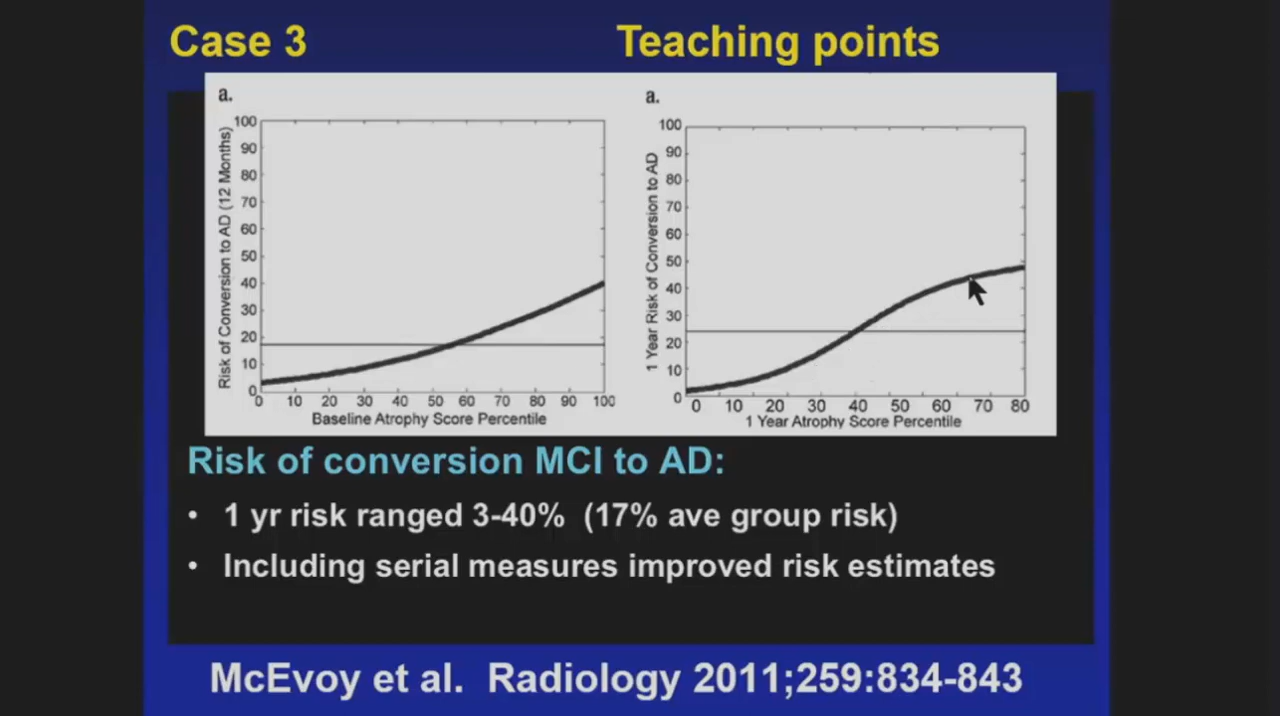 Case 3
Teaching points
a.
Risk of Conversion to AD (12 Months)
100
90
80
70
60
50
40
30
20
10
0
0 10 20 30 40 50 60 70 80 90 100
Baseline Atrophy Score Percentile
a.
1 Year Risk of Conversion to AD
100
90
80
70
60
50
40
30
20
10
0
0 10 20 30 40 50 60 70 80
1 Year Atrophy Score Percentile
Risk of conversion MCI to AD:
• 1 yr risk ranged 3-40% (17% ave group risk)
• Including serial measures improved risk estimates
McEvoy et al. Radiology 2011;259:834-843